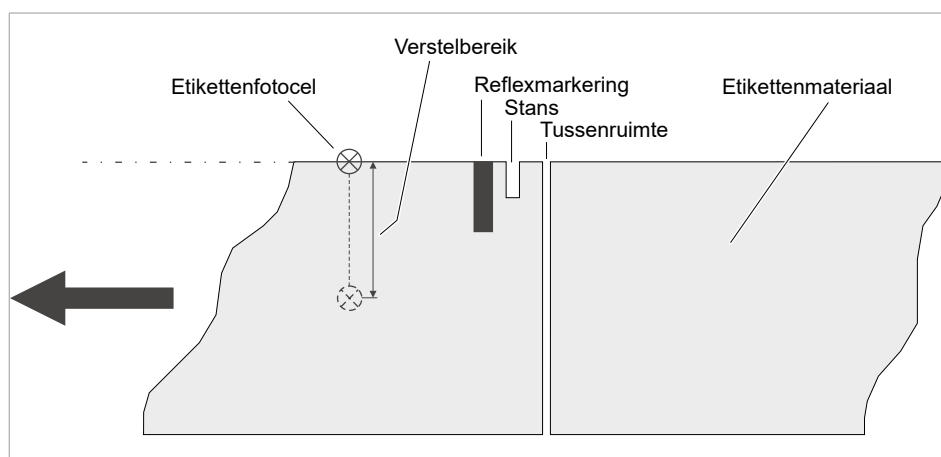 Verstelbereik
Etikettenfotocel
Reflexmarkering
Etikettenmateriaal
Stans
Tussenruimte